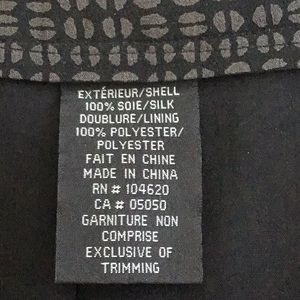 EXTÉRIEUR/SHELL
100% SOIE/SILK
DOUBLURE/LINING
100% POLYESTER/
POLYESTER
FAIT EN CHINE
MADE IN CHINA
RN # 104620
CA # 05050
GARNITURE NON
COMPRISE
EXCLUSIVE OF
TRIMMING